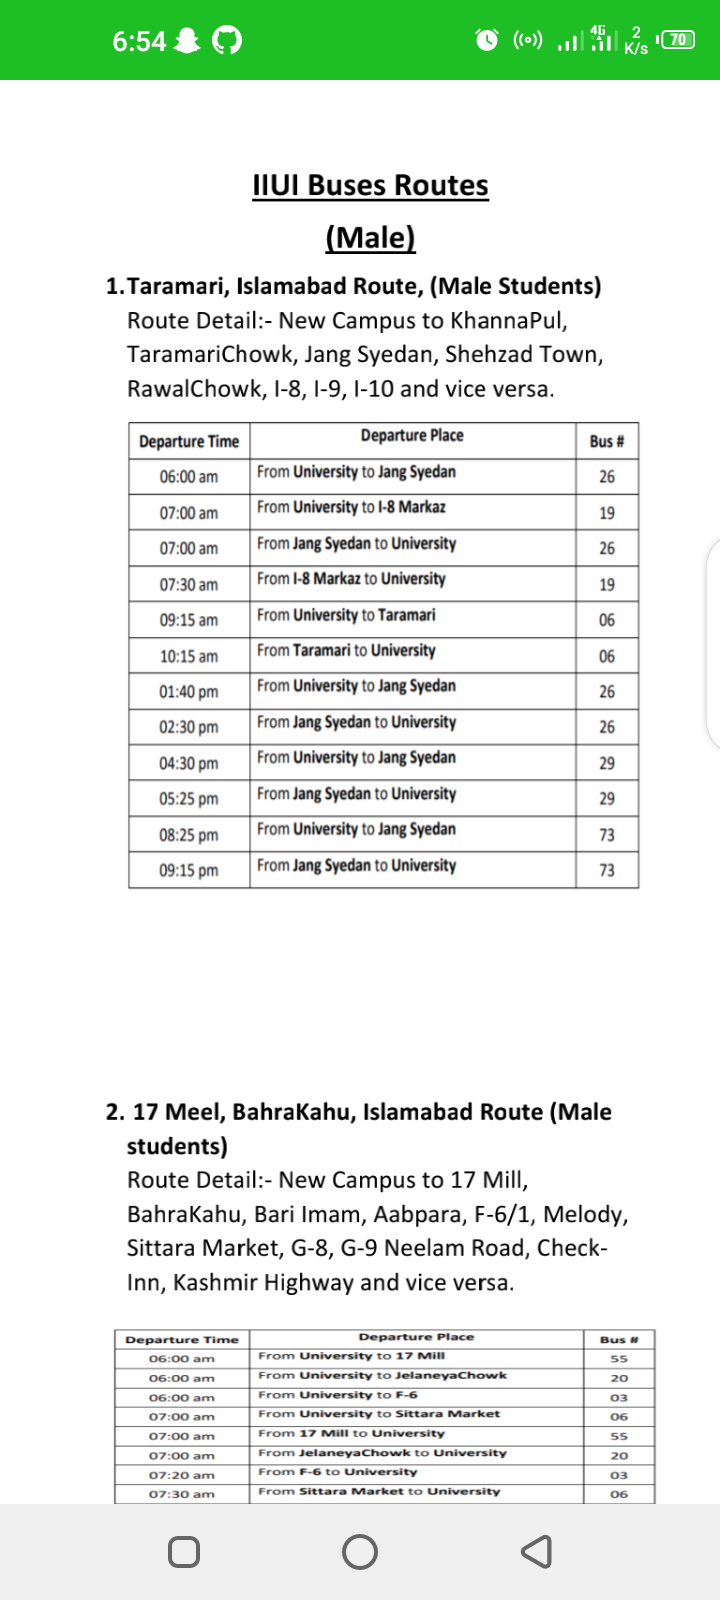 6:54 4G 2 K/s 70
IIUI Buses Routes
(Male)
1.Taramari, Islamabad Route, (Male Students)
Route Detail:- New Campus to KhannaPul,
TaramariChowk, Jang Syedan, Shehzad Town,
RawalChowk, I-8, I-9, I-10 and vice versa.
Departure Time Departure Place Bus #
06:00 am From University to Jang Syedan 26
07:00 am From University to I-8 Markaz 19
07:00 am From Jang Syedan to University 26
07:30 am From I-8 Markaz to University 19
09:15 am From University to Taramari 06
10:15 am From Taramari to University 06
01:40 pm From University to Jang Syedan 26
02:30 pm From Jang Syedan to University 26
04:30 pm From University to Jang Syedan 29
05:25 pm From Jang Syedan to University 29
08:25 pm From University to Jang Syedan 73
09:15 pm From Jang Syedan to University 73
2. 17 Meel, BahraKahu, Islamabad Route (Male
students)
Route Detail:- New Campus to 17 Mill,
BahraKahu, Bari Imam, Aabpara, F-6/1, Melody,
Sittara Market, G-8, G-9 Neelam Road, Check-
Inn, Kashmir Highway and vice versa.
Departure Time Departure Place Bus #
06:00 am From University to 17 Mill 55
06:00 am From University to JelaneyaChowk 20
06:00 am From University to F-6 03
07:00 am From University to Sittara Market 06
07:00 am From 17 Mill to University 55
07:00 am From JelaneyaChowk to University 20
07:20 am From F-6 to University 03
07:30 am From Sittara Market to University 06